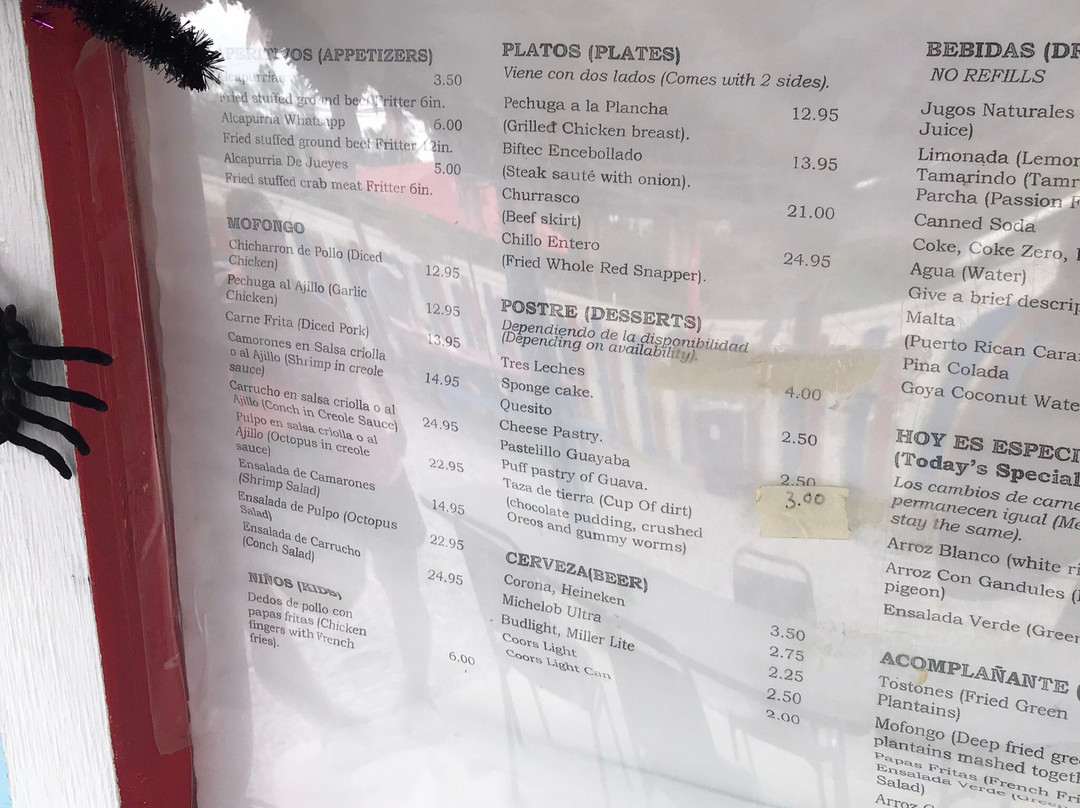 APERITIVOS (APPETIZERS)
Alcapurrias 3.50
Fried stuffed ground beef Fritter 6in.
Alcapurria Whatsapp 6.00
Fried stuffed ground beef Fritter 12in.
Alcapurria De Jueyes 5.00
Fried stuffed crab meat Fritter 6in.
MOFONGO
Chicharron de Pollo (Diced
Chicken) 12.95
Pechuga al Ajillo (Garlic
Chicken) 12.95
Carne Frita (Diced Pork) 13.95
Camorones en Salsa criolla
o al Ajillo (Shrimp in creole
sauce) 14.95
Carrucho en salsa criolla o al
Ajillo (Conch in Creole Sauce) 24.95
Pulpo en salsa criolla o al
Ajillo (Octopus in creole
sauce) 22.95
Ensalada de Camarones
(Shrimp Salad) 14.95
Ensalada de Pulpo (Octopus
Salad) 22.95
Ensalada de Carrucho
(Conch Salad) 24.95
NIÑOS (KIDS)
Dedos de pollo con
papas fritas (Chicken
fingers with French
fries). 6.00
PLATOS (PLATES)
Viene con dos lados (Comes with 2 sides).
Pechuga a la Plancha 12.95
(Grilled Chicken breast).
Biftec Encebollado 13.95
(Steak sauté with onion).
Churrasco 21.00
(Beef skirt)
Chillo Entero 24.95
(Fried Whole Red Snapper).
POSTRE (DESSERTS)
Dependiendo de la disponibilidad
(Depending on availability).
Tres Leches
Sponge cake. 4.00
Quesito
Cheese Pastry. 2.50
Pastelillo Guayaba
Puff pastry of Guava. 2.50
Taza de tierra (Cup Of dirt) 3.00
(chocolate pudding, crushed
Oreos and gummy worms)
CERVEZA(BEER)
Corona, Heineken 3.50
Michelob Ultra 2.75
Budlight, Miller Lite 2.25
Coors Light 2.50
Coors Light Can 2.00
BEBIDAS (DR
NO REFILLS
Jugos Naturales
Juice)
Limonada (Lemon
Tamarindo (Tamr
Parcha (Passion F
Canned Soda
Coke, Coke Zero,
Agua (Water)
Give a brief descrip
Malta
(Puerto Rican Cara
Pina Colada
Goya Coconut Wate
HOY ES ESPECI
(Today's Special
Los cambios de carne
permanecen igual (Me
stay the same).
Arroz Blanco (white ri
Arroz Con Gandules (
pigeon)
Ensalada Verde (Green
ACOMPLAÑANTE (
Tostones (Fried Green
Plantains)
Mofongo (Deep fried gre
plantains mashed togeth
Papas Fritas (French Fri
Ensalada Verde (Green
Salad)
Arroz